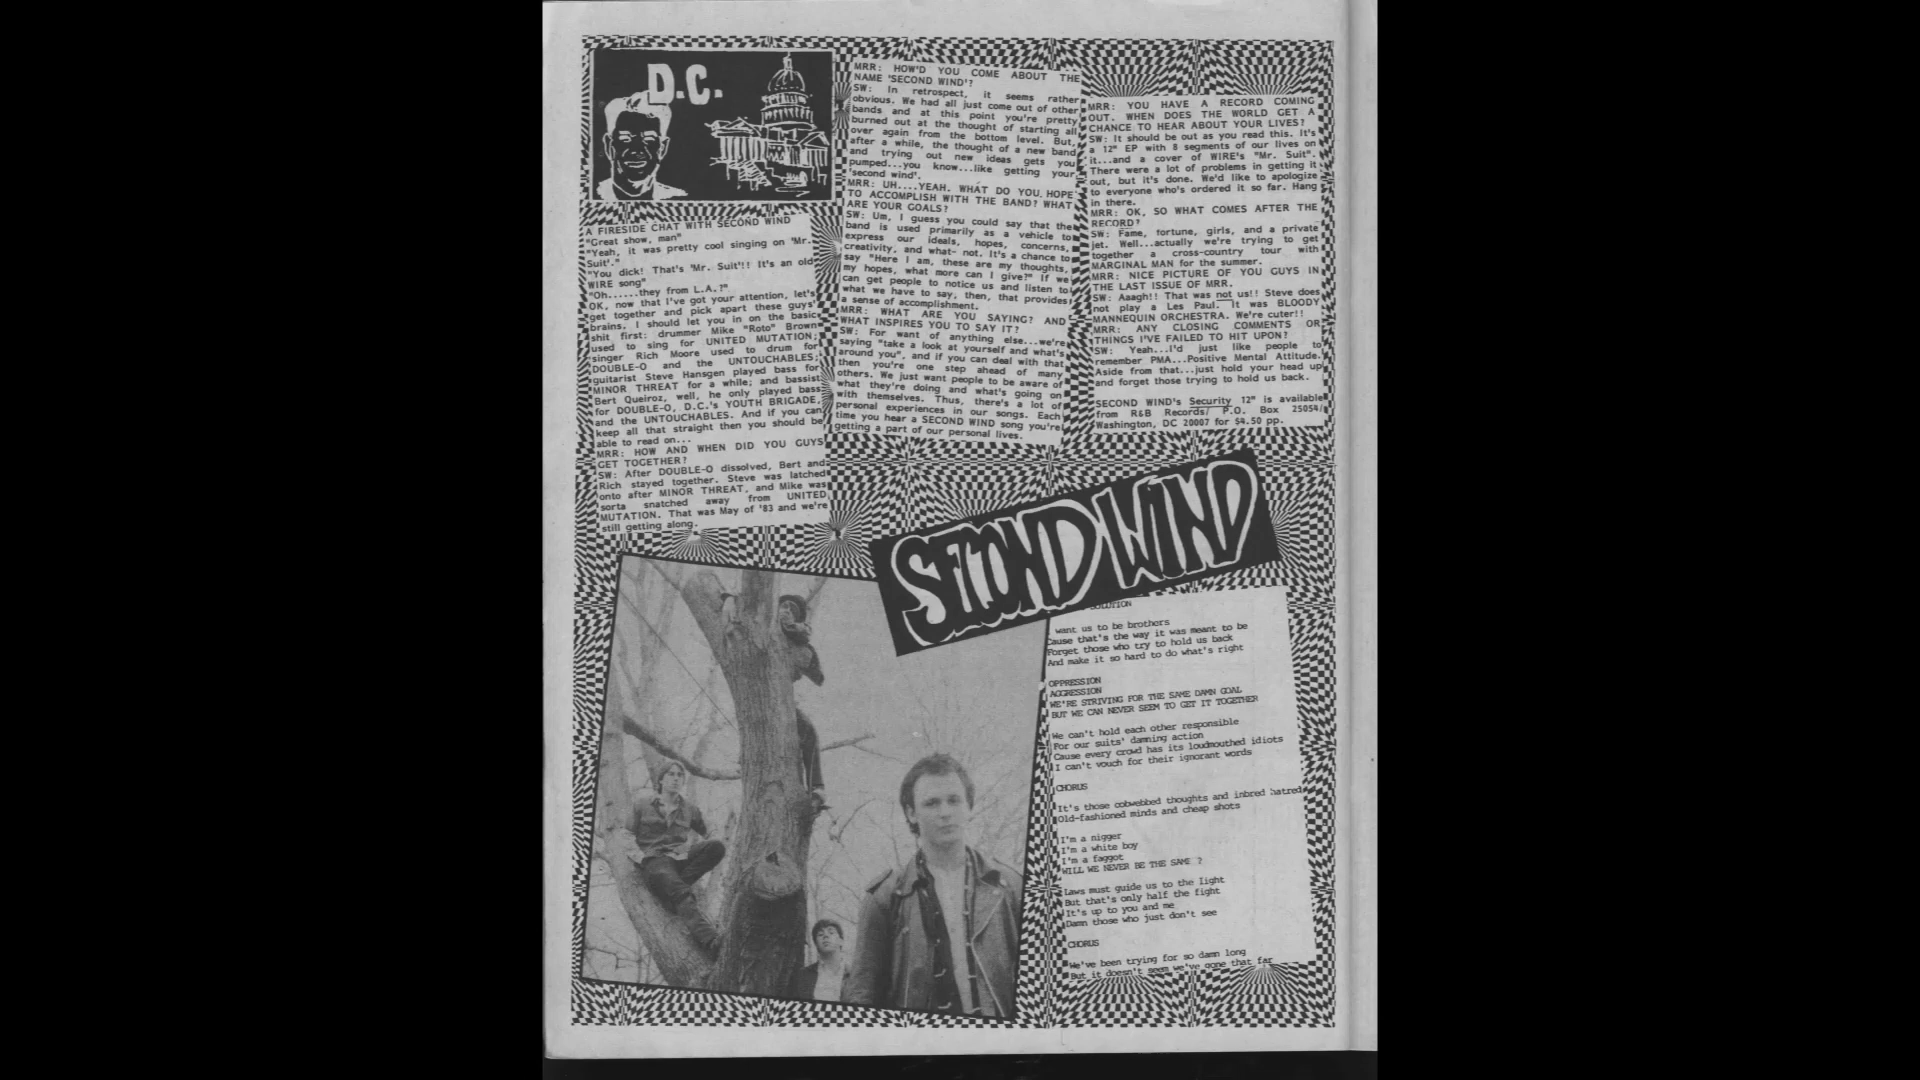 D.C.
A FIRESIDE CHAT WITH SECOND WIND
"Great show, man"
"Yeah, it was pretty cool singing on 'Mr.
Suit'."
"You dick! That's 'Mr. Suit'!! It's an old
WIRE song"
"Oh......they from L.A.?"
OK, now that I've got your attention, let's
get together and pick apart these guys'
brains. I should let you in on the basic
shit first: drummer Mike "Roto" Brown
used to sing for UNITED MUTATION;
singer Rich Moore used to drum for
DOUBLE-O and the UNTOUCHABLES;
guitarist Steve Hansgen played bass for
MINOR THREAT for a while; and bassist
Bert Queiroz, well, he only played bass
for DOUBLE-O, D.C.'s YOUTH BRIGADE,
and the UNTOUCHABLES. And if you can
keep all that straight then you should be
able to read on...
MRR: HOW AND WHEN DID YOU GUYS
GET TOGETHER?
SW: After DOUBLE-O dissolved, Bert and
Rich stayed together. Steve was latched
onto after MINOR THREAT, and Mike was
sorta snatched away from UNITED
MUTATION. That was May of '83 and we're
still getting along.
MRR: HOW'D YOU COME ABOUT THE
NAME 'SECOND WIND'?
SW: In retrospect, it seems rather
obvious. We had all just come out of other
bands and at this point you're pretty
burned out at the thought of starting all
over again from the bottom level. But,
after a while, the thought of a new band
and trying out new ideas gets you
pumped...you know...like getting your
'second wind'.
MRR: UH....YEAH. WHAT DO YOU HOPE
TO ACCOMPLISH WITH THE BAND? WHAT
ARE YOUR GOALS?
SW: Um, I guess you could say that the
band is used primarily as a vehicle to
express our ideals, hopes, concerns,
creativity, and what- not. It's a chance to
say "Here I am, these are my thoughts,
my hopes, what more can I give?" If we
can get people to notice us and listen to
what we have to say, then, that provides
a sense of accomplishment.
MRR: WHAT ARE YOU SAYING? AND
WHAT INSPIRES YOU TO SAY IT?
SW: For want of anything else...we're
saying "take a look at yourself and what's
around you", and if you can deal with that
then you're one step ahead of many
others. We just want people to be aware of
what they're doing and what's going on
with themselves. Thus, there's a lot of
personal experiences in our songs. Each
time you hear a SECOND WIND song you're
getting a part of our personal lives.
MRR: YOU HAVE A RECORD COMING
OUT. WHEN DOES THE WORLD GET A
CHANCE TO HEAR ABOUT YOUR LIVES?
SW: It should be out as you read this. It's
a 12" EP with 8 segments of our lives on
it...and a cover of WIRE's "Mr. Suit".
There were a lot of problems in getting it
out, but it's done. We'd like to apologize
to everyone who's ordered it so far. Hang
in there.
MRR: OK, SO WHAT COMES AFTER THE
RECORD?
SW: Fame, fortune, girls, and a private
jet. Well...actually we're trying to get
together a cross-country tour with
MARGINAL MAN for the summer.
MRR: NICE PICTURE OF YOU GUYS IN
THE LAST ISSUE OF MRR.
SW: Aaagh!! That was not us!! Steve does
not play a Les Paul. It was BLOODY
MANNEQUIN ORCHESTRA. We're cuter!!
MRR: ANY CLOSING COMMENTS OR
THINGS I'VE FAILED TO HIT UPON?
SW: Yeah...I'd just like people to
remember PMA...Positive Mental Attitude.
Aside from that...just hold your head up
and forget those trying to hold us back.
SECOND WIND's Security 12" is available
from R&B Records/ P.O. Box 25054/
Washington, DC 20007 for $4.50 pp.
SECOND WIND
SOLUTION
want us to be brothers
Cause that's the way it was meant to be
Forget those who try to hold us back
And make it so hard to do what's right
OPPRESSION
AGGRESSION
WE'RE STRIVING FOR THE SAME DAMN GOAL
BUT WE CAN NEVER SEEM TO GET IT TOGETHER
We can't hold each other responsible
For our suits' damning action
Cause every crowd has its loudmouthed idiots
I can't vouch for their ignorant words
CHORUS
It's those cobwebbed thoughts and inbred hatred
Old-fashioned minds and cheap shots
I'm a nigger
I'm a white boy
I'm a faggot
WILL WE NEVER BE THE SAME ?
Laws must guide us to the light
But that's only half the fight
It's up to you and me
Damn those who just don't see
CHORUS
We've been trying for so damn long
But it doesn't seem we've gone that far